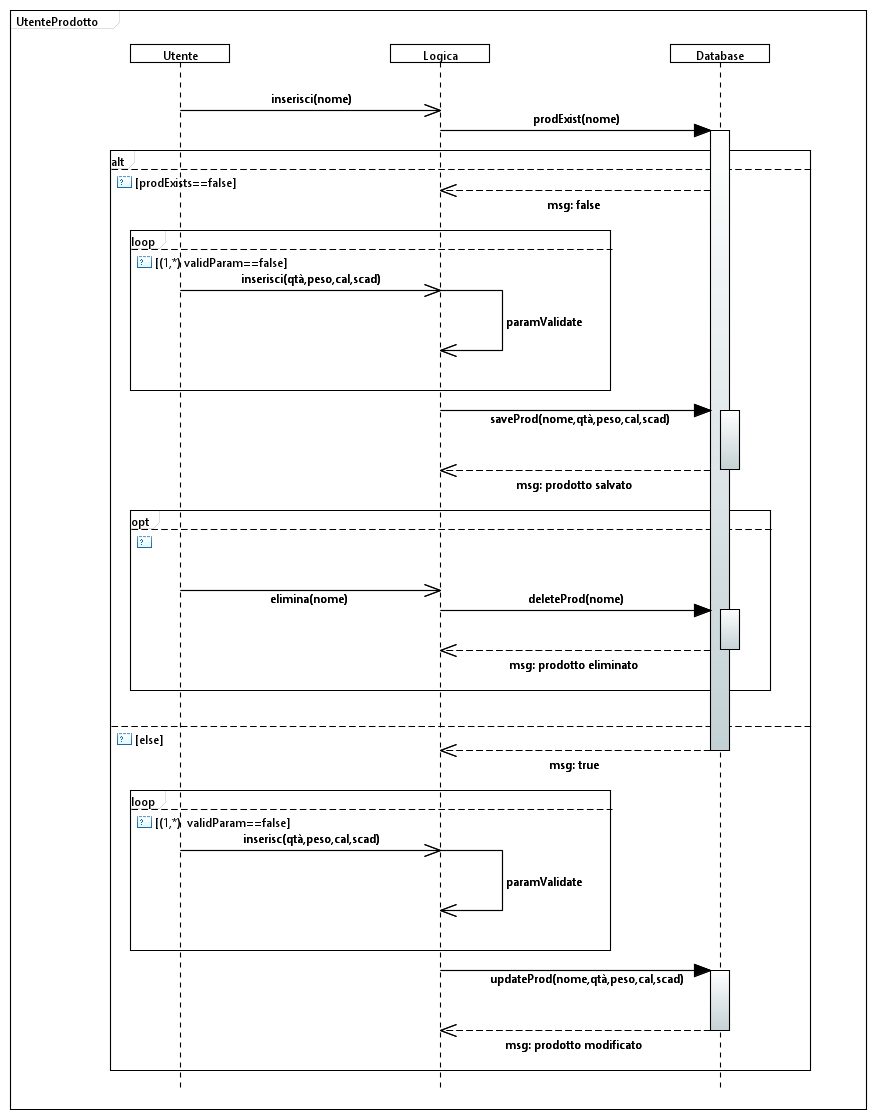 UtenteProdotto
Utente
Logica
Database
inserisci(nome)
prodExist(nome)
alt
? [prodExists==false]
msg: false
loop
? [(1,*) validParam==false]
inserisci(qtà,peso,cal,scad)
paramValidate
saveProd(nome,qtà,peso,cal,scad)
msg: prodotto salvato
opt
?
elimina(nome)
deleteProd(nome)
msg: prodotto eliminato
? [else]
msg: true
loop
? [(1,*) validParam==false]
inserisc(qtà,peso,cal,scad)
paramValidate
updateProd(nome,qtà,peso,cal,scad)
msg: prodotto modificato